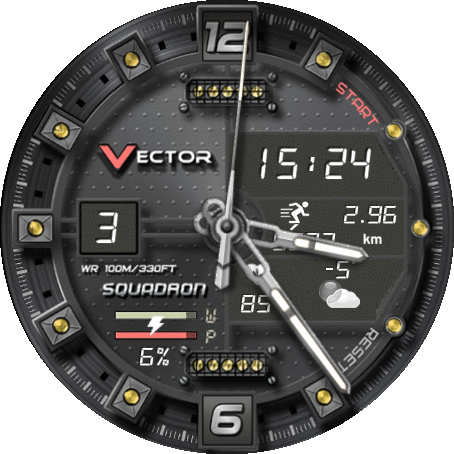 12
START
VECTOR
15:24
2.96
3
km
WR 100M/330FT
-5
SQUADRON
85
P
6%
RESET
6